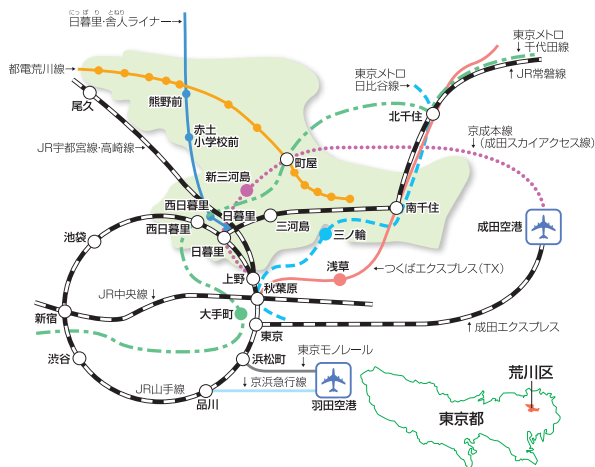 にっ ぽ り とねり
日暮里・舎人ライナー→
都電荒川線→
尾久
熊野前
赤土
小学校前
JR宇都宮線・高崎線→
東京メトロ
千代田線
↑JR常磐線
東京メトロ
日比谷線
北千住
京成本線
(成田スカイアクセス線)
町屋
新三河島
西日暮里
西日暮里
日暮里
日暮里
三河島
南千住
三ノ輪
成田空港
池袋
上野
浅草
←つくばエクスプレス(TX)
秋葉原
JR中央線↓
新宿
大手町
東京
↑成田エクスプレス
渋谷
浜松町
東京モノレール
↓
JR山手線
↓
↓京浜急行線
品川
羽田空港
荒川区
東京都